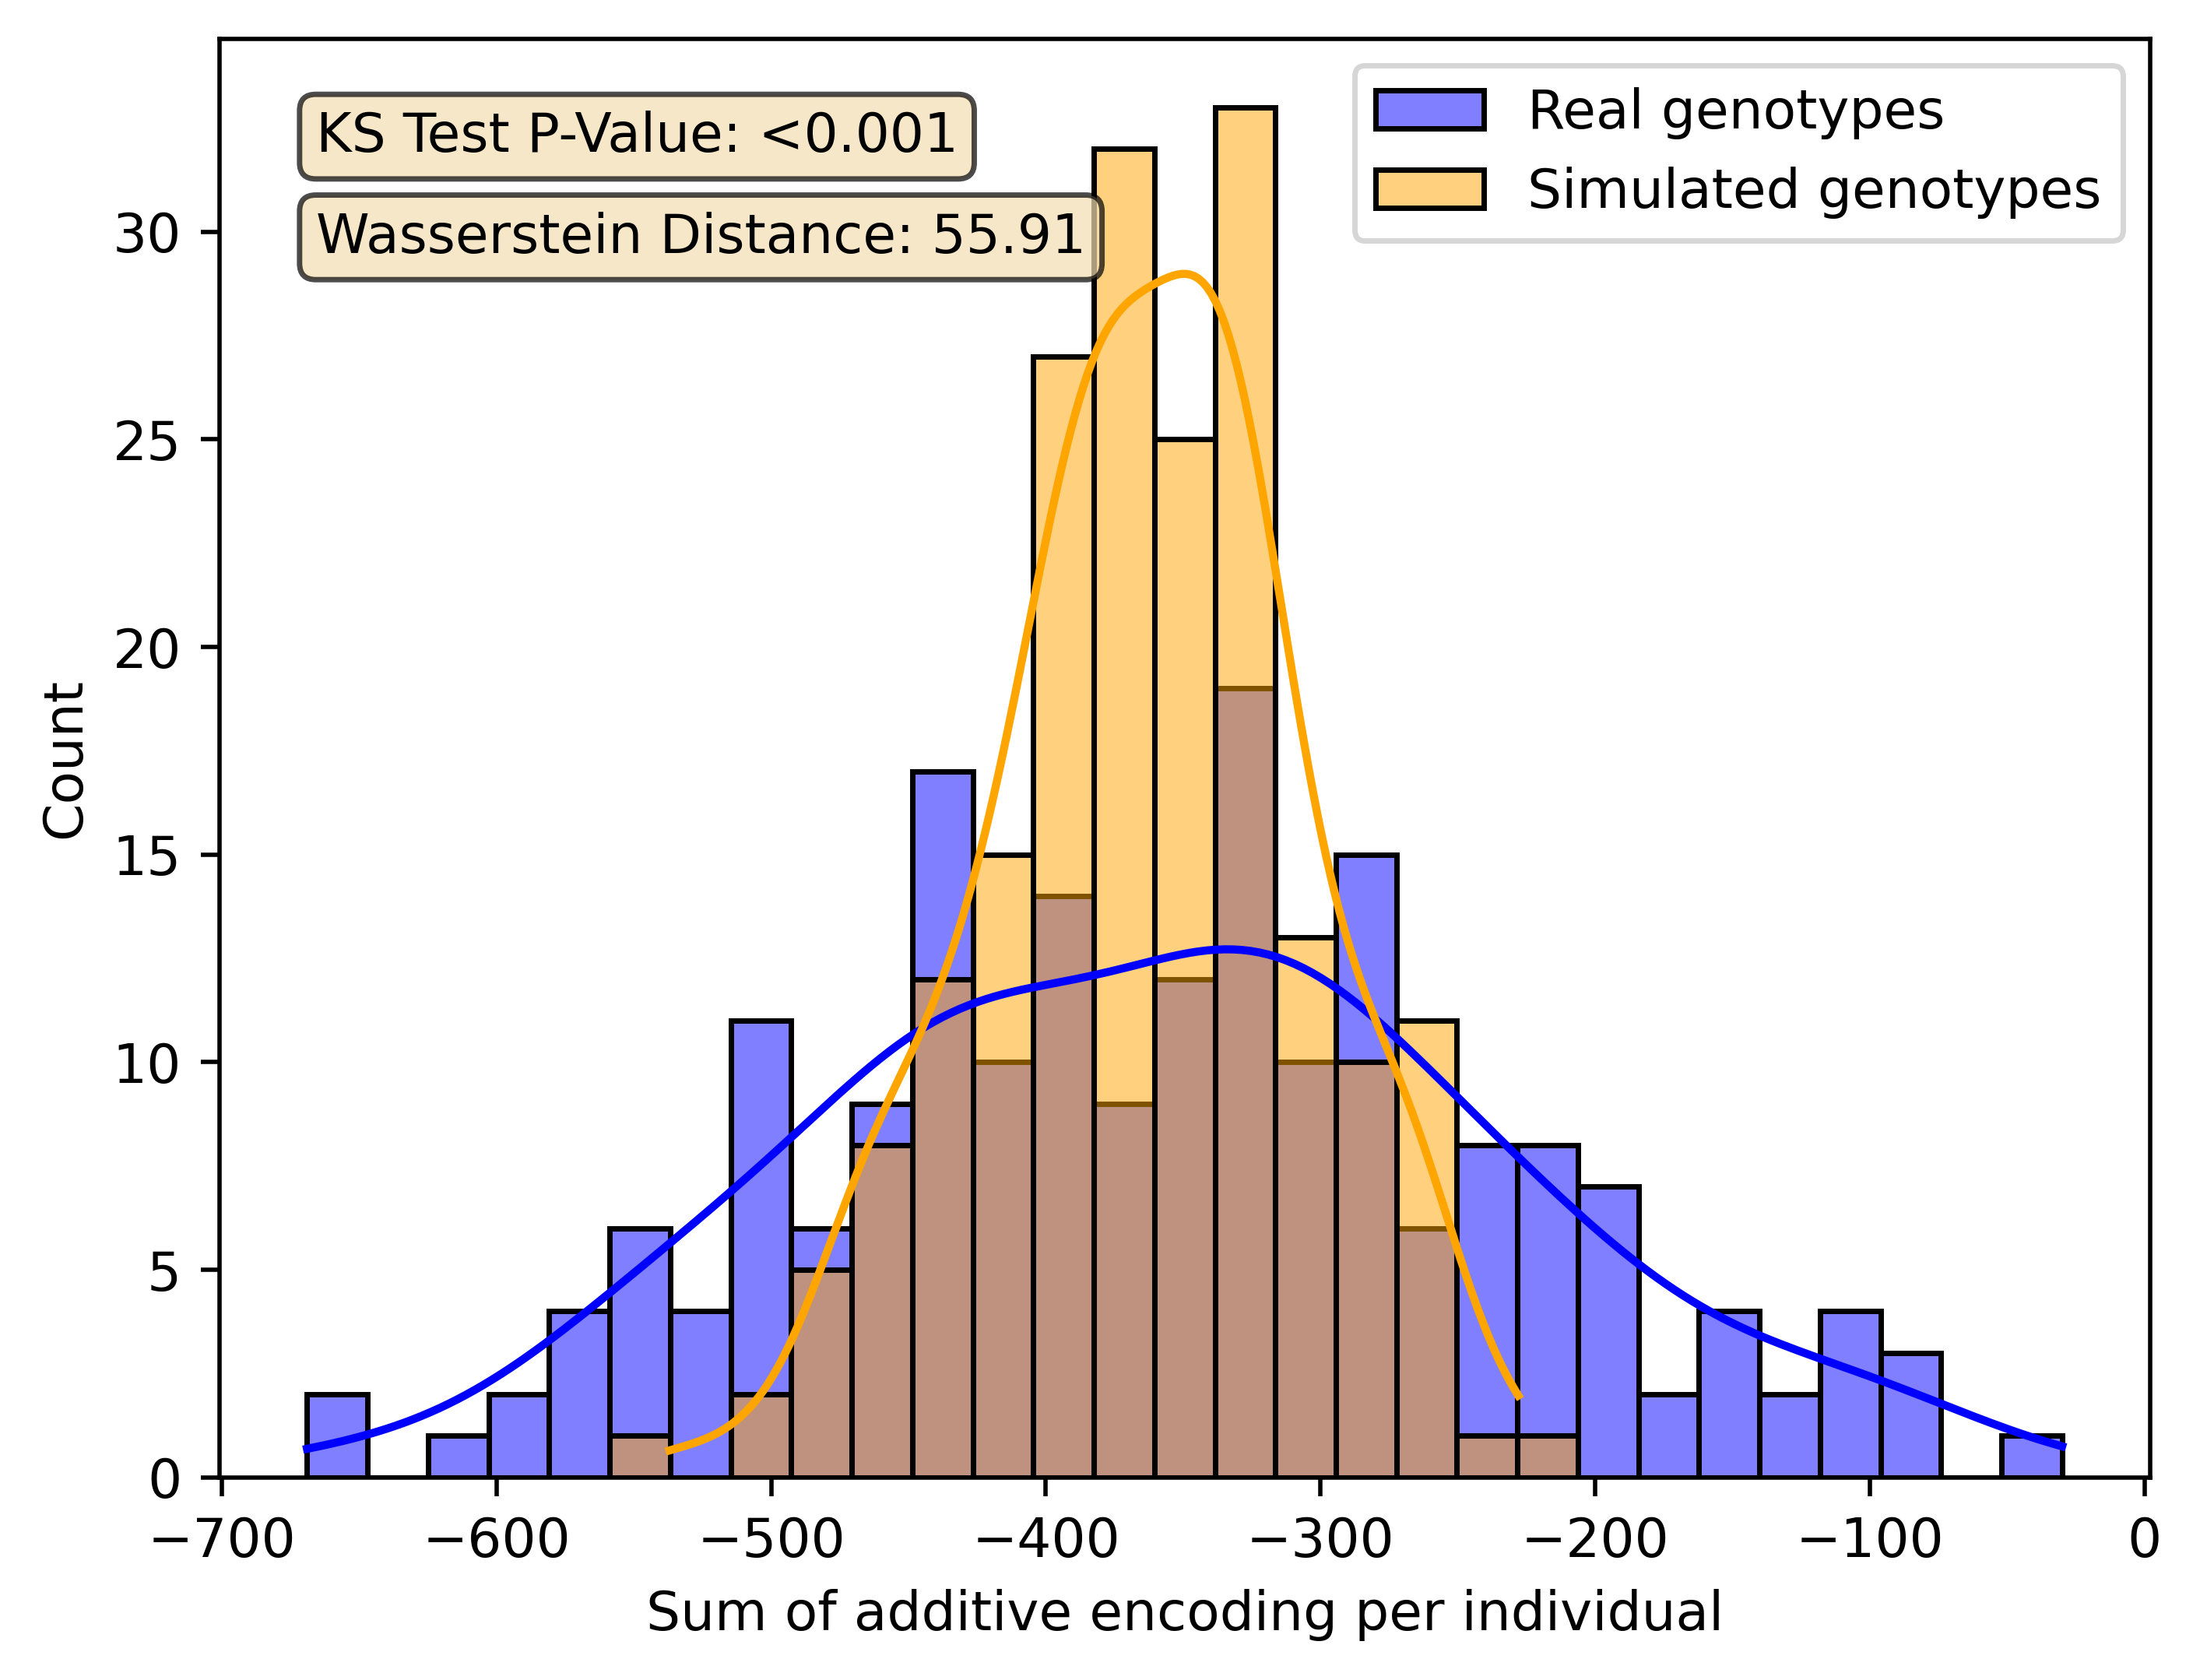 KS Test P-Value: <0.001
Wasserstein Distance: 55.91
Real genotypes
Simulated genotypes
Count
30
25
20
15
10
5
0
−700 −600 −500 −400 −300 −200 −100 0
Sum of additive encoding per individual